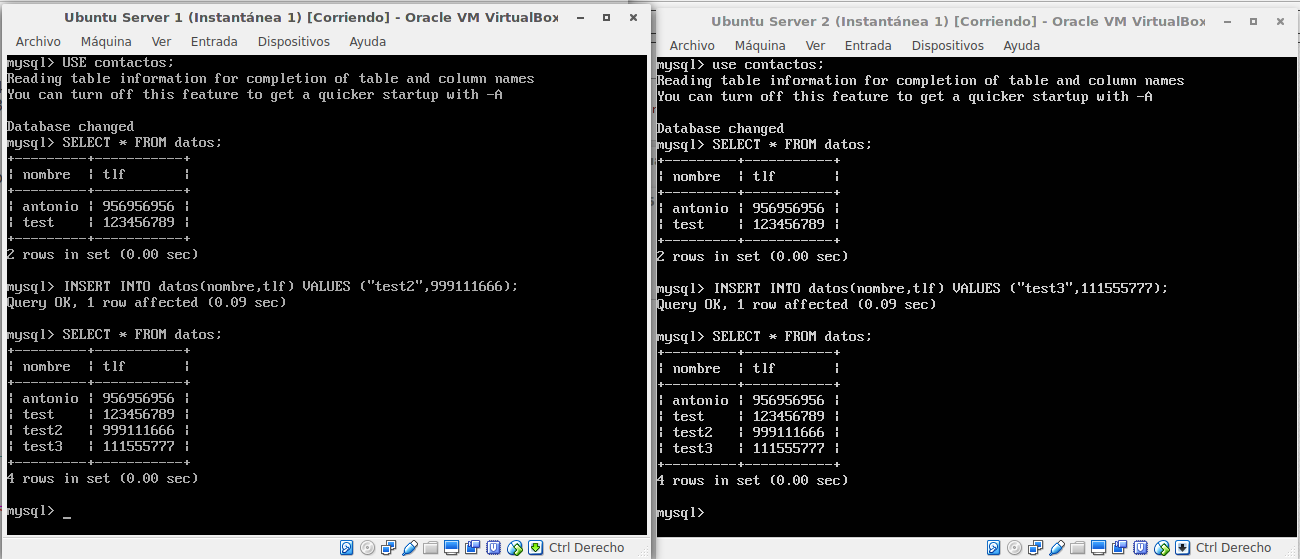 Ubuntu Server 1 (Instantánea 1) [Corriendo] - Oracle VM VirtualBox
Archivo Máquina Ver Entrada Dispositivos Ayuda
mysql> USE contactos;
Reading table information for completion of table and column names
You can turn off this feature to get a quicker startup with -A
Database changed
mysql> SELECT * FROM datos;
+---------+-----------+
| nombre | tlf |
+---------+-----------+
| antonio | 956956956 |
| test | 123456789 |
+---------+-----------+
2 rows in set (0.00 sec)
mysql> INSERT INTO datos(nombre,tlf) VALUES ("test2",999111666);
Query OK, 1 row affected (0.09 sec)
mysql> SELECT * FROM datos;
+---------+-----------+
| nombre | tlf |
+---------+-----------+
| antonio | 956956956 |
| test | 123456789 |
| test2 | 999111666 |
| test3 | 111555777 |
+---------+-----------+
4 rows in set (0.00 sec)
mysql> _
Ctrl Derecho
Ubuntu Server 2 (Instantánea 1) [Corriendo] - Oracle VM VirtualBox
Archivo Máquina Ver Entrada Dispositivos Ayuda
mysql> use contactos;
Reading table information for completion of table and column names
You can turn off this feature to get a quicker startup with -A
Database changed
mysql> SELECT * FROM datos;
+---------+-----------+
| nombre | tlf |
+---------+-----------+
| antonio | 956956956 |
| test | 123456789 |
+---------+-----------+
2 rows in set (0.00 sec)
mysql> INSERT INTO datos(nombre,tlf) VALUES ("test3",111555777);
Query OK, 1 row affected (0.09 sec)
mysql> SELECT * FROM datos;
+---------+-----------+
| nombre | tlf |
+---------+-----------+
| antonio | 956956956 |
| test | 123456789 |
| test2 | 999111666 |
| test3 | 111555777 |
+---------+-----------+
4 rows in set (0.00 sec)
mysql>
Ctrl Derecho